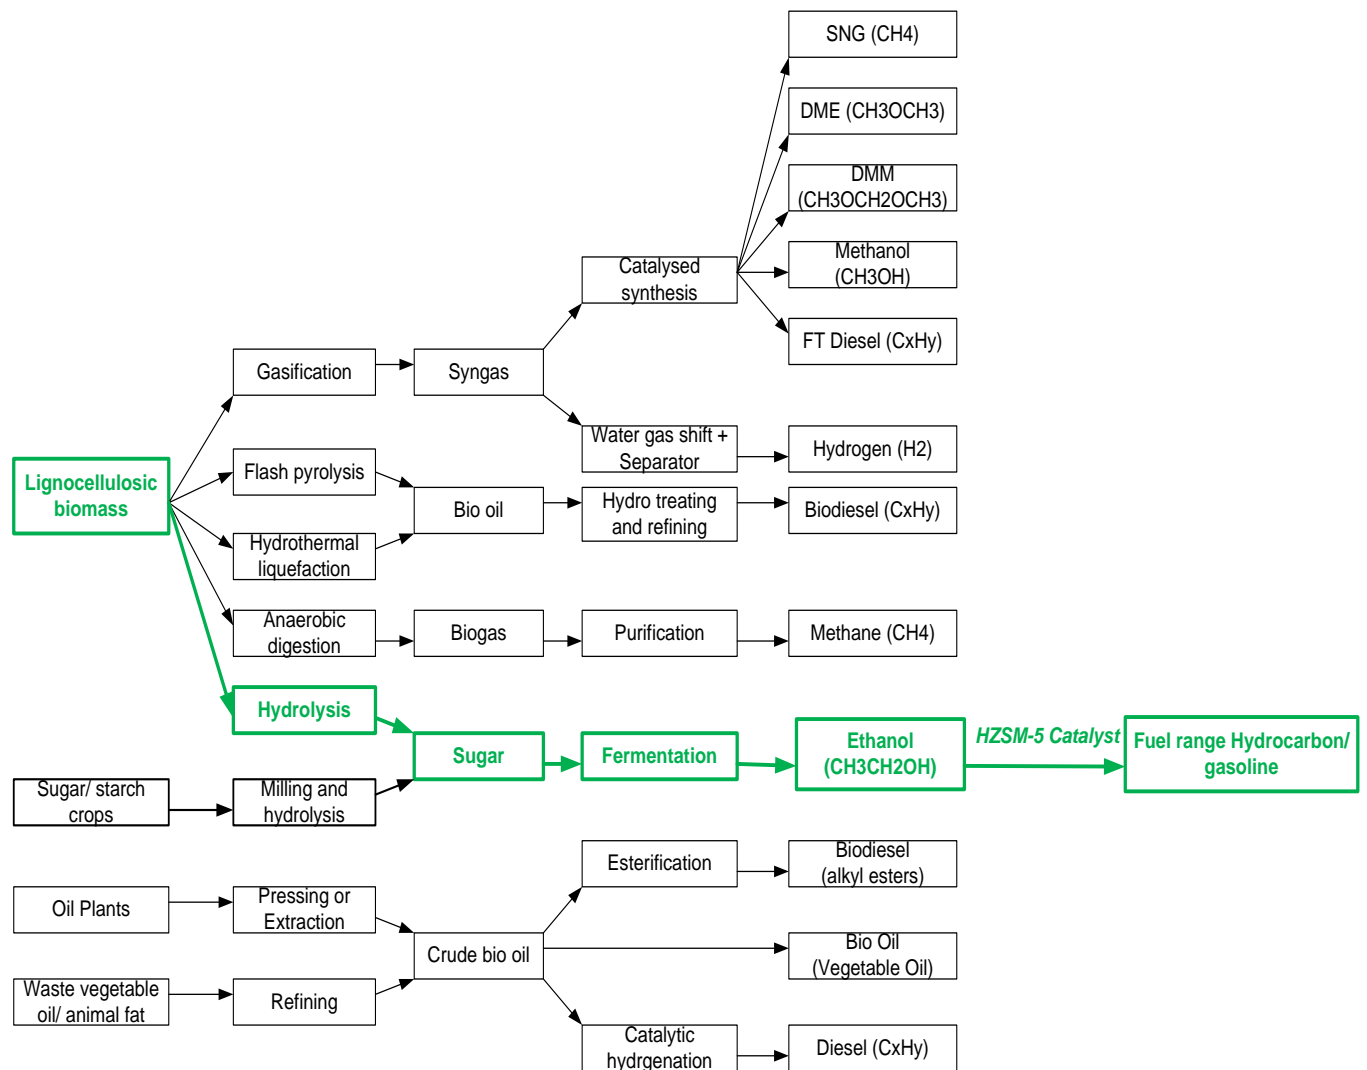 SNG (CH4)
DME (CH3OCH3)
DMM
(CH3OCH2OCH3)
Catalysed
synthesis
Methanol
(CH3OH)
FT Diesel (CxHy)
Gasification
Syngas
Water gas shift +
Separator
Hydrogen (H2)
Lignocellulosic
biomass
Flash pyrolysis
Bio oil
Hydro treating
and refining
Biodiesel (CxHy)
Hydrothermal
liquefaction
Anaerobic
digestion
Biogas
Purification
Methane (CH4)
Hydrolysis
Sugar
Fermentation
Ethanol
(CH3CH2OH)
HZSM-5 Catalyst
Fuel range Hydrocarbon/
gasoline
Sugar/ starch
crops
Milling and
hydrolysis
Esterification
Biodiesel
(alkyl esters)
Oil Plants
Pressing or
Extraction
Crude bio oil
Bio Oil
(Vegetable Oil)
Waste vegetable
oil/ animal fat
Refining
Catalytic
hydrgenation
Diesel (CxHy)